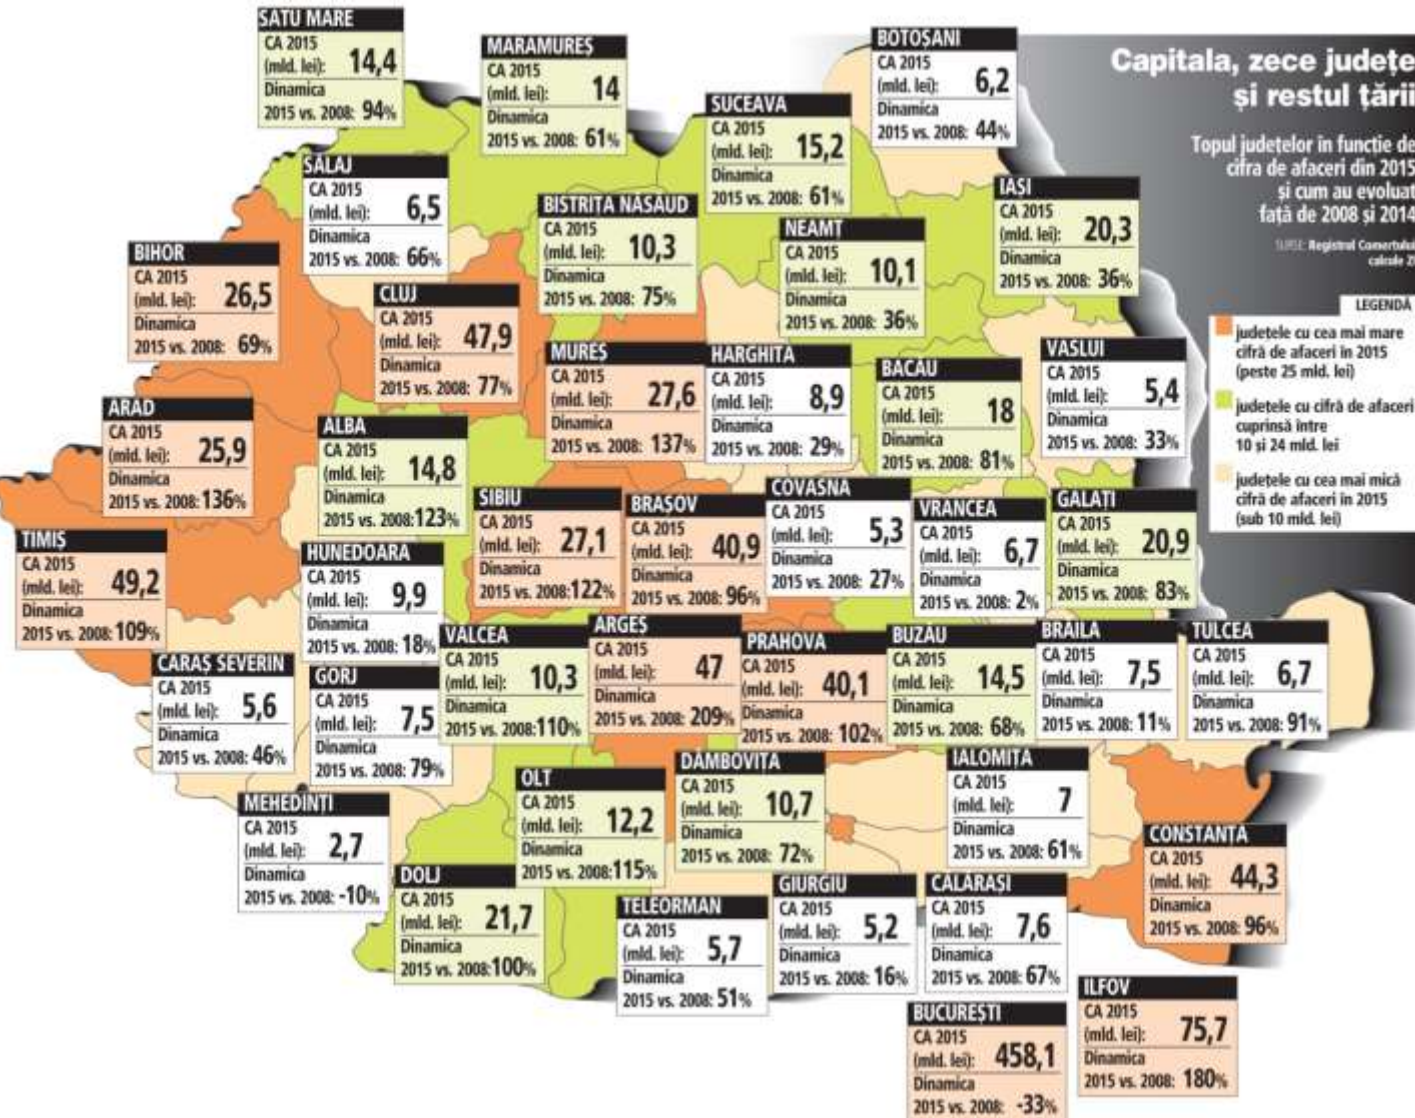 Capitala, zece județe
și restul țării
Topul județelor în funcție de
cifra de afaceri din 2015
și cum au evoluat
față de 2008 și 2014
SURSE: Registrul Comerțului
calcule
LEGENDĂ
județele cu cea mai mare
cifră de afaceri în 2015
(peste 25 mld. lei)
județele cu cifră de afaceri
cuprinsă între
10 și 24 mld. lei
județele cu cea mai mică
cifră de afaceri în 2015
(sub 10 mld. lei)
SATU MARE
CA 2015
(mld. lei): 14,4
Dinamica
2015 vs. 2008: 94%
MARAMUREȘ
CA 2015
(mld. lei): 14
Dinamica
2015 vs. 2008: 61%
BOTOȘANI
CA 2015
(mld. lei): 6,2
Dinamica
2015 vs. 2008: 44%
SUCEAVA
CA 2015
(mld. lei): 15,2
Dinamica
2015 vs. 2008: 61%
SĂLAJ
CA 2015
(mld. lei): 6,5
Dinamica
2015 vs. 2008: 66%
BISTRIȚA NĂSĂUD
CA 2015
(mld. lei): 10,3
Dinamica
2015 vs. 2008: 75%
NEAMȚ
CA 2015
(mld. lei): 10,1
Dinamica
2015 vs. 2008: 36%
IAȘI
CA 2015
(mld. lei): 20,3
Dinamica
2015 vs. 2008: 36%
BIHOR
CA 2015
(mld. lei): 26,5
Dinamica
2015 vs. 2008: 69%
CLUJ
CA 2015
(mld. lei): 47,9
Dinamica
2015 vs. 2008: 77%
MUREȘ
CA 2015
(mld. lei): 27,6
Dinamica
2015 vs. 2008: 137%
HARGHITA
CA 2015
(mld. lei): 8,9
Dinamica
2015 vs. 2008: 29%
BACĂU
CA 2015
(mld. lei): 18
Dinamica
2015 vs. 2008: 81%
VASLUI
CA 2015
(mld. lei): 5,4
Dinamica
2015 vs. 2008: 33%
ARAD
CA 2015
(mld. lei): 25,9
Dinamica
2015 vs. 2008: 136%
ALBA
CA 2015
(mld. lei): 14,8
Dinamica
2015 vs. 2008: 123%
SIBIU
CA 2015
(mld. lei): 27,1
Dinamica
2015 vs. 2008: 122%
BRAȘOV
CA 2015
(mld. lei): 40,9
Dinamica
2015 vs. 2008: 96%
COVASNA
CA 2015
(mld. lei): 5,3
Dinamica
2015 vs. 2008: 27%
VRANCEA
CA 2015
(mld. lei): 6,7
Dinamica
2015 vs. 2008: 2%
GALAȚI
CA 2015
(mld. lei): 20,9
Dinamica
2015 vs. 2008: 83%
TIMIȘ
CA 2015
(mld. lei): 49,2
Dinamica
2015 vs. 2008: 109%
HUNEDOARA
CA 2015
(mld. lei): 9,9
Dinamica
2015 vs. 2008: 18%
VÂLCEA
CA 2015
(mld. lei): 10,3
Dinamica
2015 vs. 2008: 110%
ARGEȘ
CA 2015
(mld. lei): 47
Dinamica
2015 vs. 2008: 209%
PRAHOVA
CA 2015
(mld. lei): 40,1
Dinamica
2015 vs. 2008: 102%
BUZĂU
CA 2015
(mld. lei): 14,5
Dinamica
2015 vs. 2008: 68%
BRĂILA
CA 2015
(mld. lei): 7,5
Dinamica
2015 vs. 2008: 11%
TULCEA
CA 2015
(mld. lei): 6,7
Dinamica
2015 vs. 2008: 91%
CARAȘ SEVERIN
CA 2015
(mld. lei): 5,6
Dinamica
2015 vs. 2008: 46%
GORJ
CA 2015
(mld. lei): 7,5
Dinamica
2015 vs. 2008: 79%
MEHEDINȚI
CA 2015
(mld. lei): 2,7
Dinamica
2015 vs. 2008: -10%
OLT
CA 2015
(mld. lei): 12,2
Dinamica
2015 vs. 2008: 115%
DÂMBOVIȚA
CA 2015
(mld. lei): 10,7
Dinamica
2015 vs. 2008: 72%
IALOMIȚA
CA 2015
(mld. lei): 7
Dinamica
2015 vs. 2008: 61%
CONSTANȚA
CA 2015
(mld. lei): 44,3
Dinamica
2015 vs. 2008: 96%
DOLJ
CA 2015
(mld. lei): 21,7
Dinamica
2015 vs. 2008: 100%
TELEORMAN
CA 2015
(mld. lei): 5,7
Dinamica
2015 vs. 2008: 51%
GIURGIU
CA 2015
(mld. lei): 5,2
Dinamica
2015 vs. 2008: 16%
CĂLĂRAȘI
CA 2015
(mld. lei): 7,6
Dinamica
2015 vs. 2008: 67%
BUCUREȘTI
CA 2015
(mld. lei): 458,1
Dinamica
2015 vs. 2008: -33%
ILFOV
CA 2015
(mld. lei): 75,7
Dinamica
2015 vs. 2008: 180%